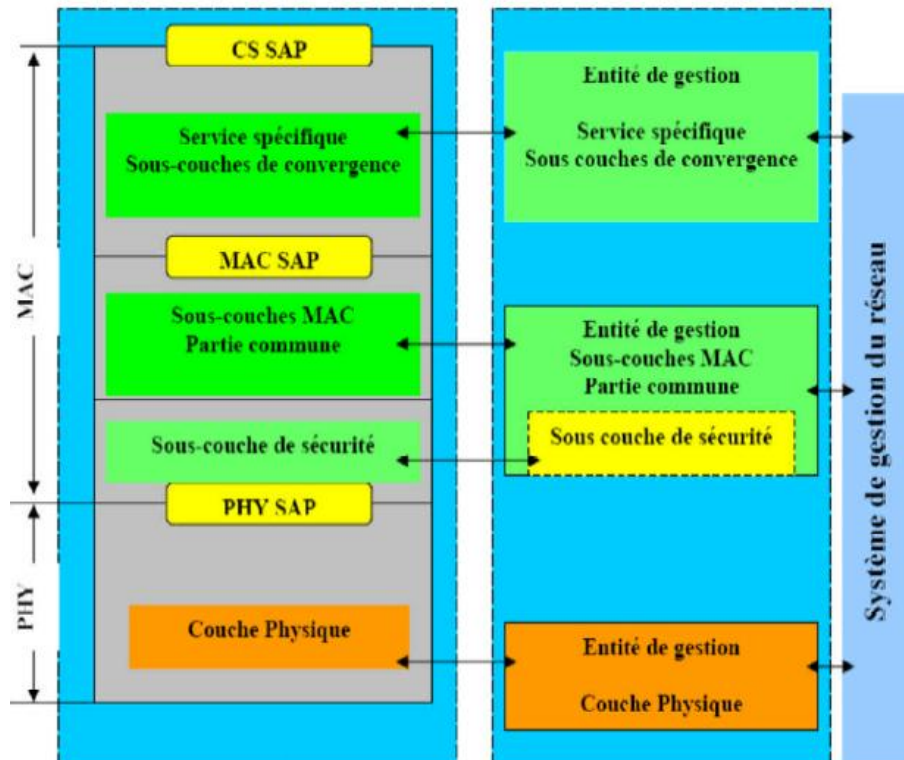 CS SAP
Service spécifique
Sous-couches de convergence
MAC SAP
Sous-couches MAC
Partie commune
Sous-couche de sécurité
PHY SAP
Couche Physique
MAC
PHY
Entité de gestion
Service spécifique
Sous couches de convergence
Entité de gestion
Sous-couches MAC
Partie commune
Sous couche de sécurité
Entité de gestion
Couche Physique
Système de gestion du réseau